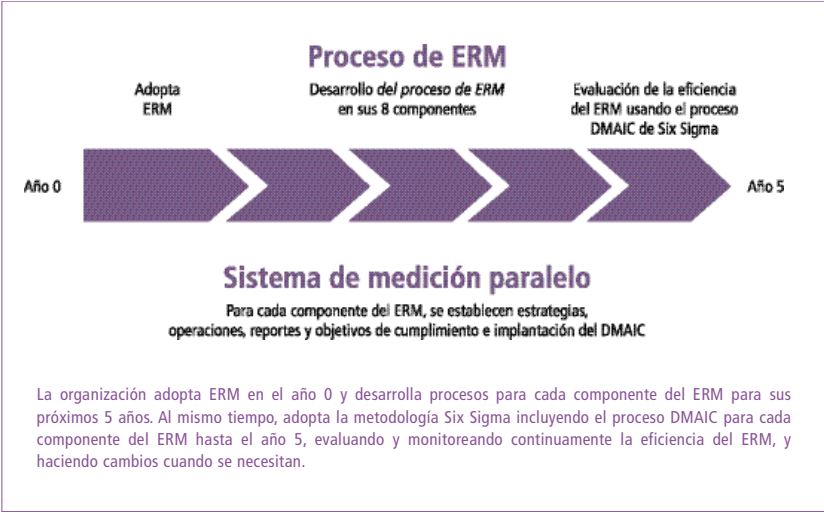 Proceso de ERM
Adopta
ERM
Desarrollo del proceso de ERM
en sus 8 componentes
Evaluación de la eficiencia
del ERM usando el proceso
DMAIC de Six Sigma
Año 0
Año 5
Sistema de medición paralelo
Para cada componente del ERM, se establecen estrategias,
operaciones, reportes y objetivos de cumplimiento e implantación del DMAIC
La organización adopta ERM en el año 0 y desarrolla procesos para cada componente del ERM para sus
próximos 5 años. Al mismo tiempo, adopta la metodología Six Sigma incluyendo el proceso DMAIC para cada
componente del ERM hasta el año 5, evaluando y monitoreando continuamente la eficiencia del ERM, y
haciendo cambios cuando se necesitan.